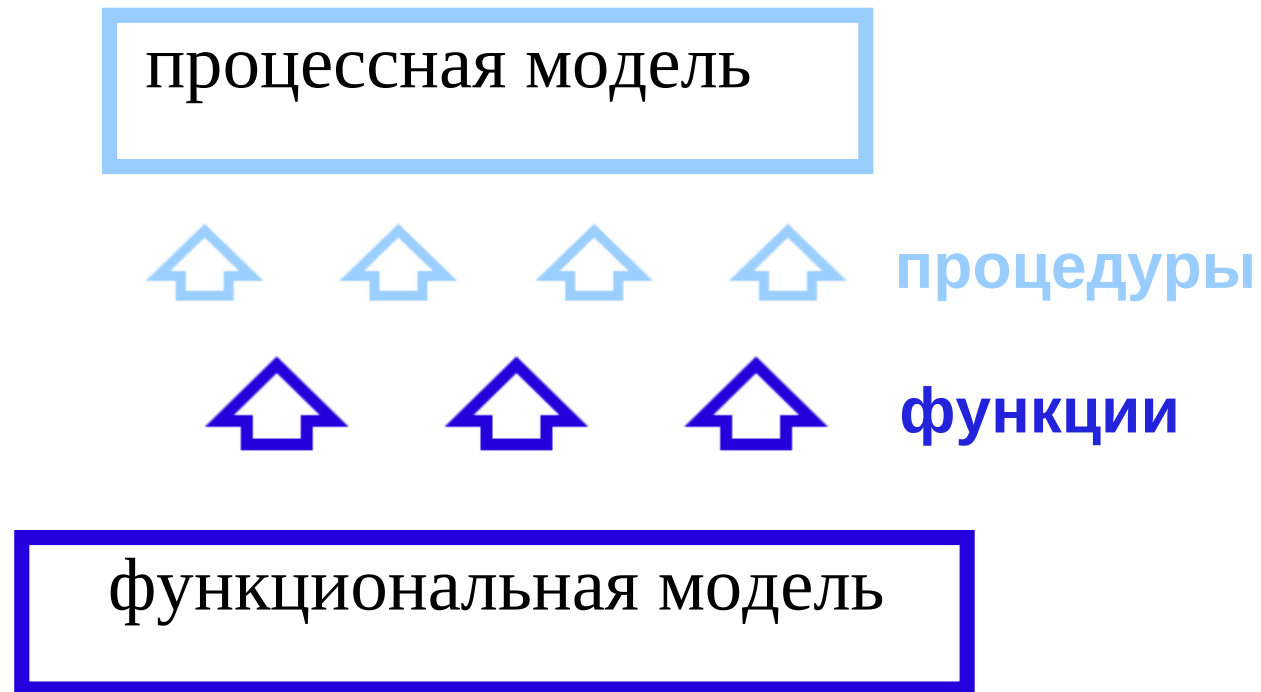 процессная модель
процедуры
функции
функциональная модель